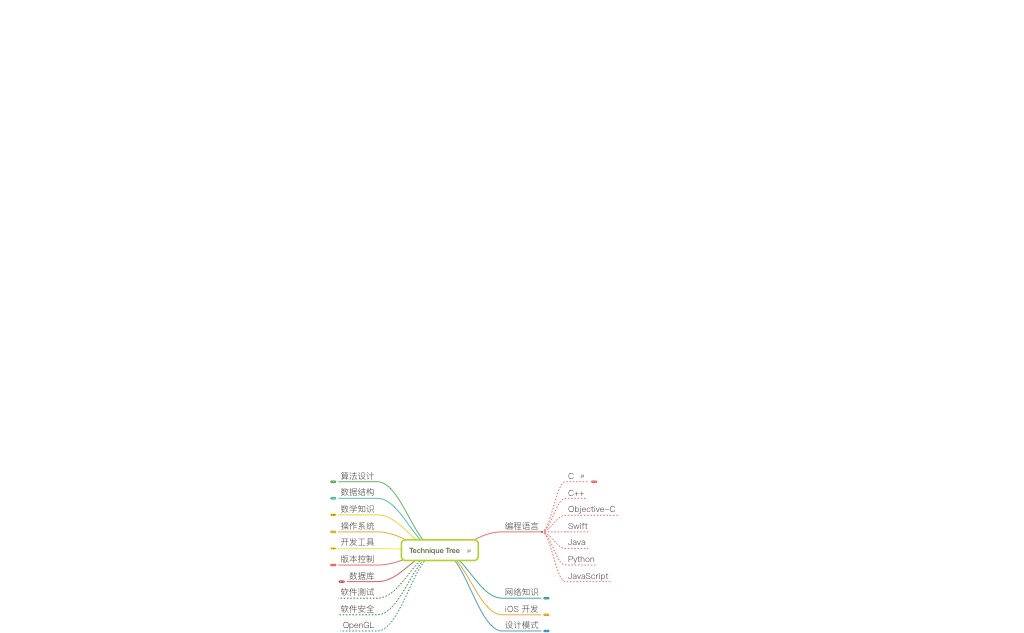 算法设计
数据结构
数学知识
操作系统
开发工具
版本控制
数据库
软件测试
软件安全
OpenGL
Technique Tree
编程语言
C
C++
Objective-C
Swift
Java
Python
JavaScript
网络知识
iOS 开发
设计模式